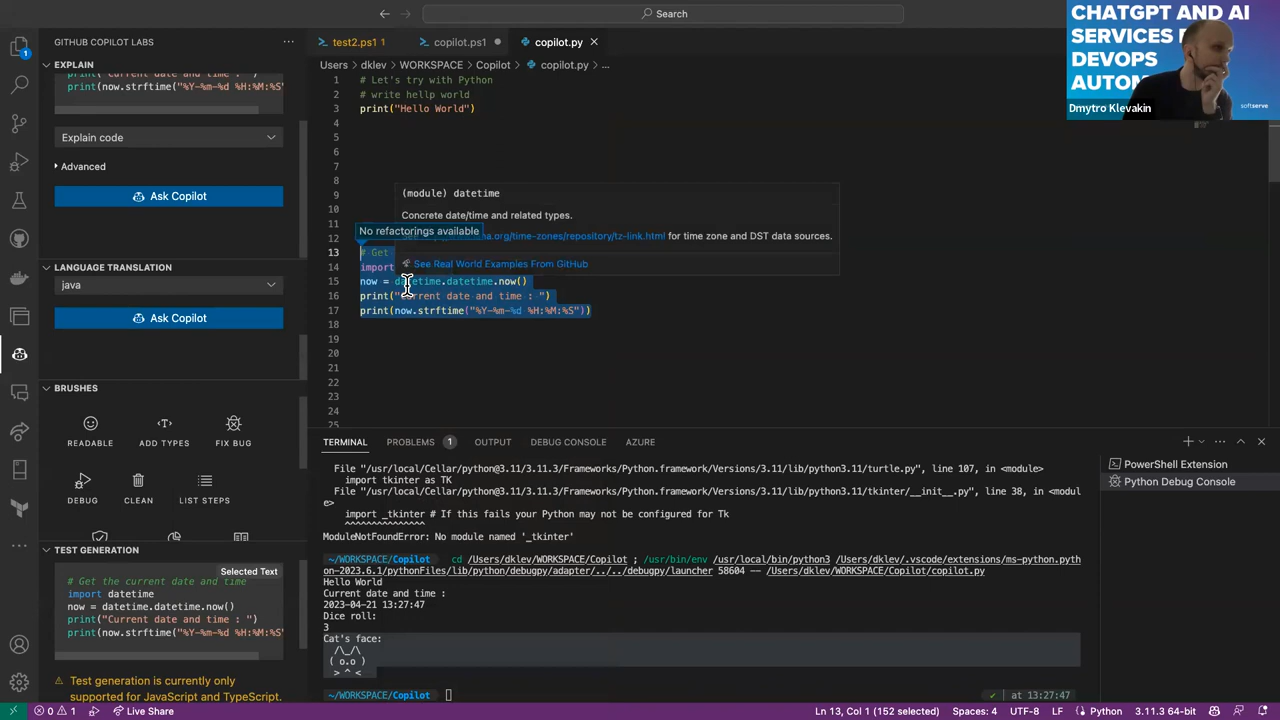 Search
GITHUB COPILOT LABS
EXPLAIN
print("Current date and time : ")
print(now.strftime("%Y-%m-%d %H:%M:%S"
Explain code
Advanced
Ask Copilot
LANGUAGE TRANSLATION
java
Ask Copilot
BRUSHES
READABLE
ADD TYPES
FIX BUG
DEBUG
CLEAN
LIST STEPS
TEST GENERATION
Selected Text
# Get the current date and time
import datetime
now = datetime.datetime.now()
print("Current date and time : ")
print(now.strftime("%Y-%m-%d %H:%M:%S"
Test generation is currently only
supported for JavaScript and TypeScript.
test2.ps1 1
copilot.ps1
copilot.py
Users > dklev > WORKSPACE > Copilot > copilot.py > ...
1 # Let's try with Python
2 # write hellp world
3 print("Hello World")
4
5
6
7
8
9
10
11
12
13 # Get
14 import
15 now = datetime.datetime.now()
16 print("Current date and time : ")
17 print(now.strftime("%Y-%m-%d %H:%M:%S"))
18
19
20
21
22
23
24
25
(module) datetime
Concrete date/time and related types.
No refactorings available
na.org/time-zones/repository/tz-link.html for time zone and DST data sources.
See Real World Examples From GitHub
TERMINAL
PROBLEMS 1
OUTPUT
DEBUG CONSOLE
AZURE
File "/usr/local/Cellar/python@3.11/3.11.3/Frameworks/Python.framework/Versions/3.11/lib/python3.11/turtle.py", line 107, in <module>
import tkinter as TK
File "/usr/local/Cellar/python@3.11/3.11.3/Frameworks/Python.framework/Versions/3.11/lib/python3.11/tkinter/__init__.py", line 38, in <modul
e>
import _tkinter # If this fails your Python may not be configured for Tk
^^^^^^^^^^^^^^^
ModuleNotFoundError: No module named '_tkinter'
~/WORKSPACE/Copilot cd /Users/dklev/WORKSPACE/Copilot ; /usr/bin/env /usr/local/bin/python3 /Users/dklev/.vscode/extensions/ms-python.pyth
on-2023.6.1/pythonFiles/lib/python/debugpy/adapter/../../debugpy/launcher 58604 -- /Users/dklev/WORKSPACE/Copilot/copilot.py
Hello World
Current date and time :
2023-04-21 13:27:47
Dice roll:
3
Cat's face:
/\_/\
( o.o )
> ^ <
~/WORKSPACE/Copilot
at 13:27:47
PowerShell Extension
Python Debug Console
0 1
Live Share
Ln 13, Col 1 (152 selected)
Spaces: 4
UTF-8
LF
Python
3.11.3 64-bit
CHATGPT AND AI
SERVICES
DEVOPS
AUTOM
Dmytro Klevakin
softserve